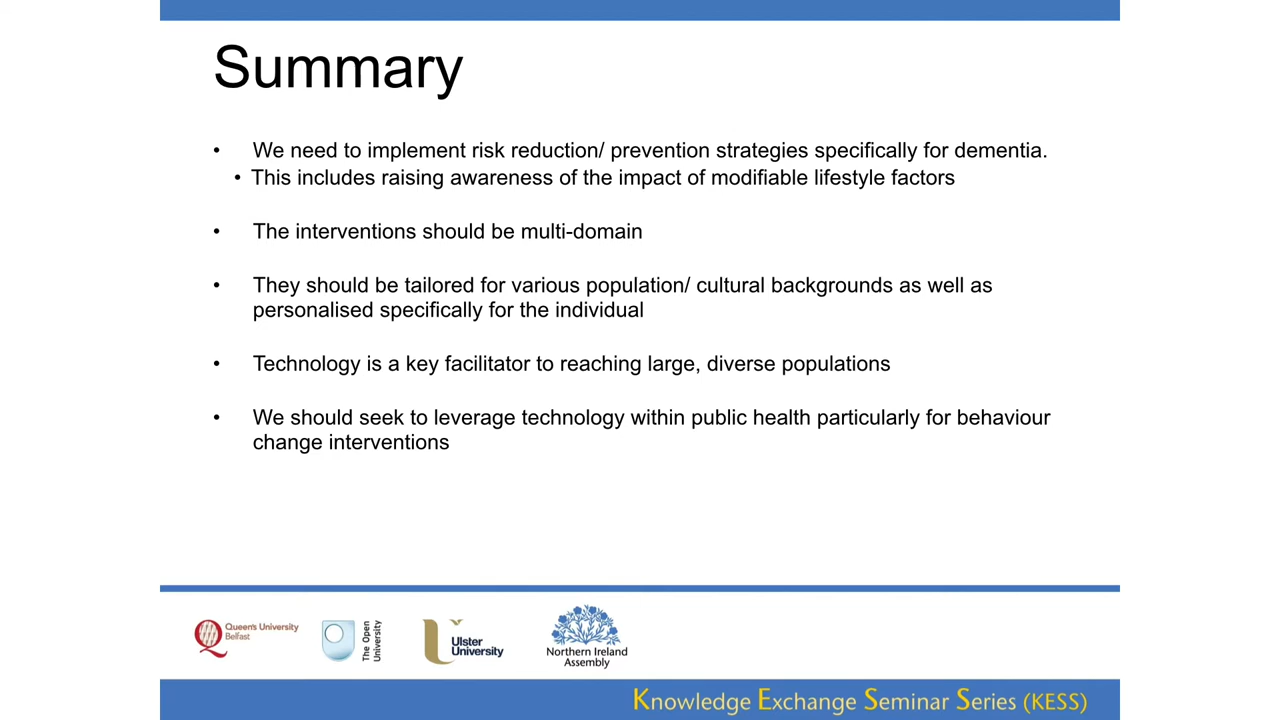 Summary
• We need to implement risk reduction/ prevention strategies specifically for dementia.
• This includes raising awareness of the impact of modifiable lifestyle factors
• The interventions should be multi-domain
• They should be tailored for various population/ cultural backgrounds as well as
personalised specifically for the individual
• Technology is a key facilitator to reaching large, diverse populations
• We should seek to leverage technology within public health particularly for behaviour
change interventions
Queen's University
Belfast
The Open
University
Ulster
University
Northern Ireland
Assembly
Knowledge Exchange Seminar Series (KESS)